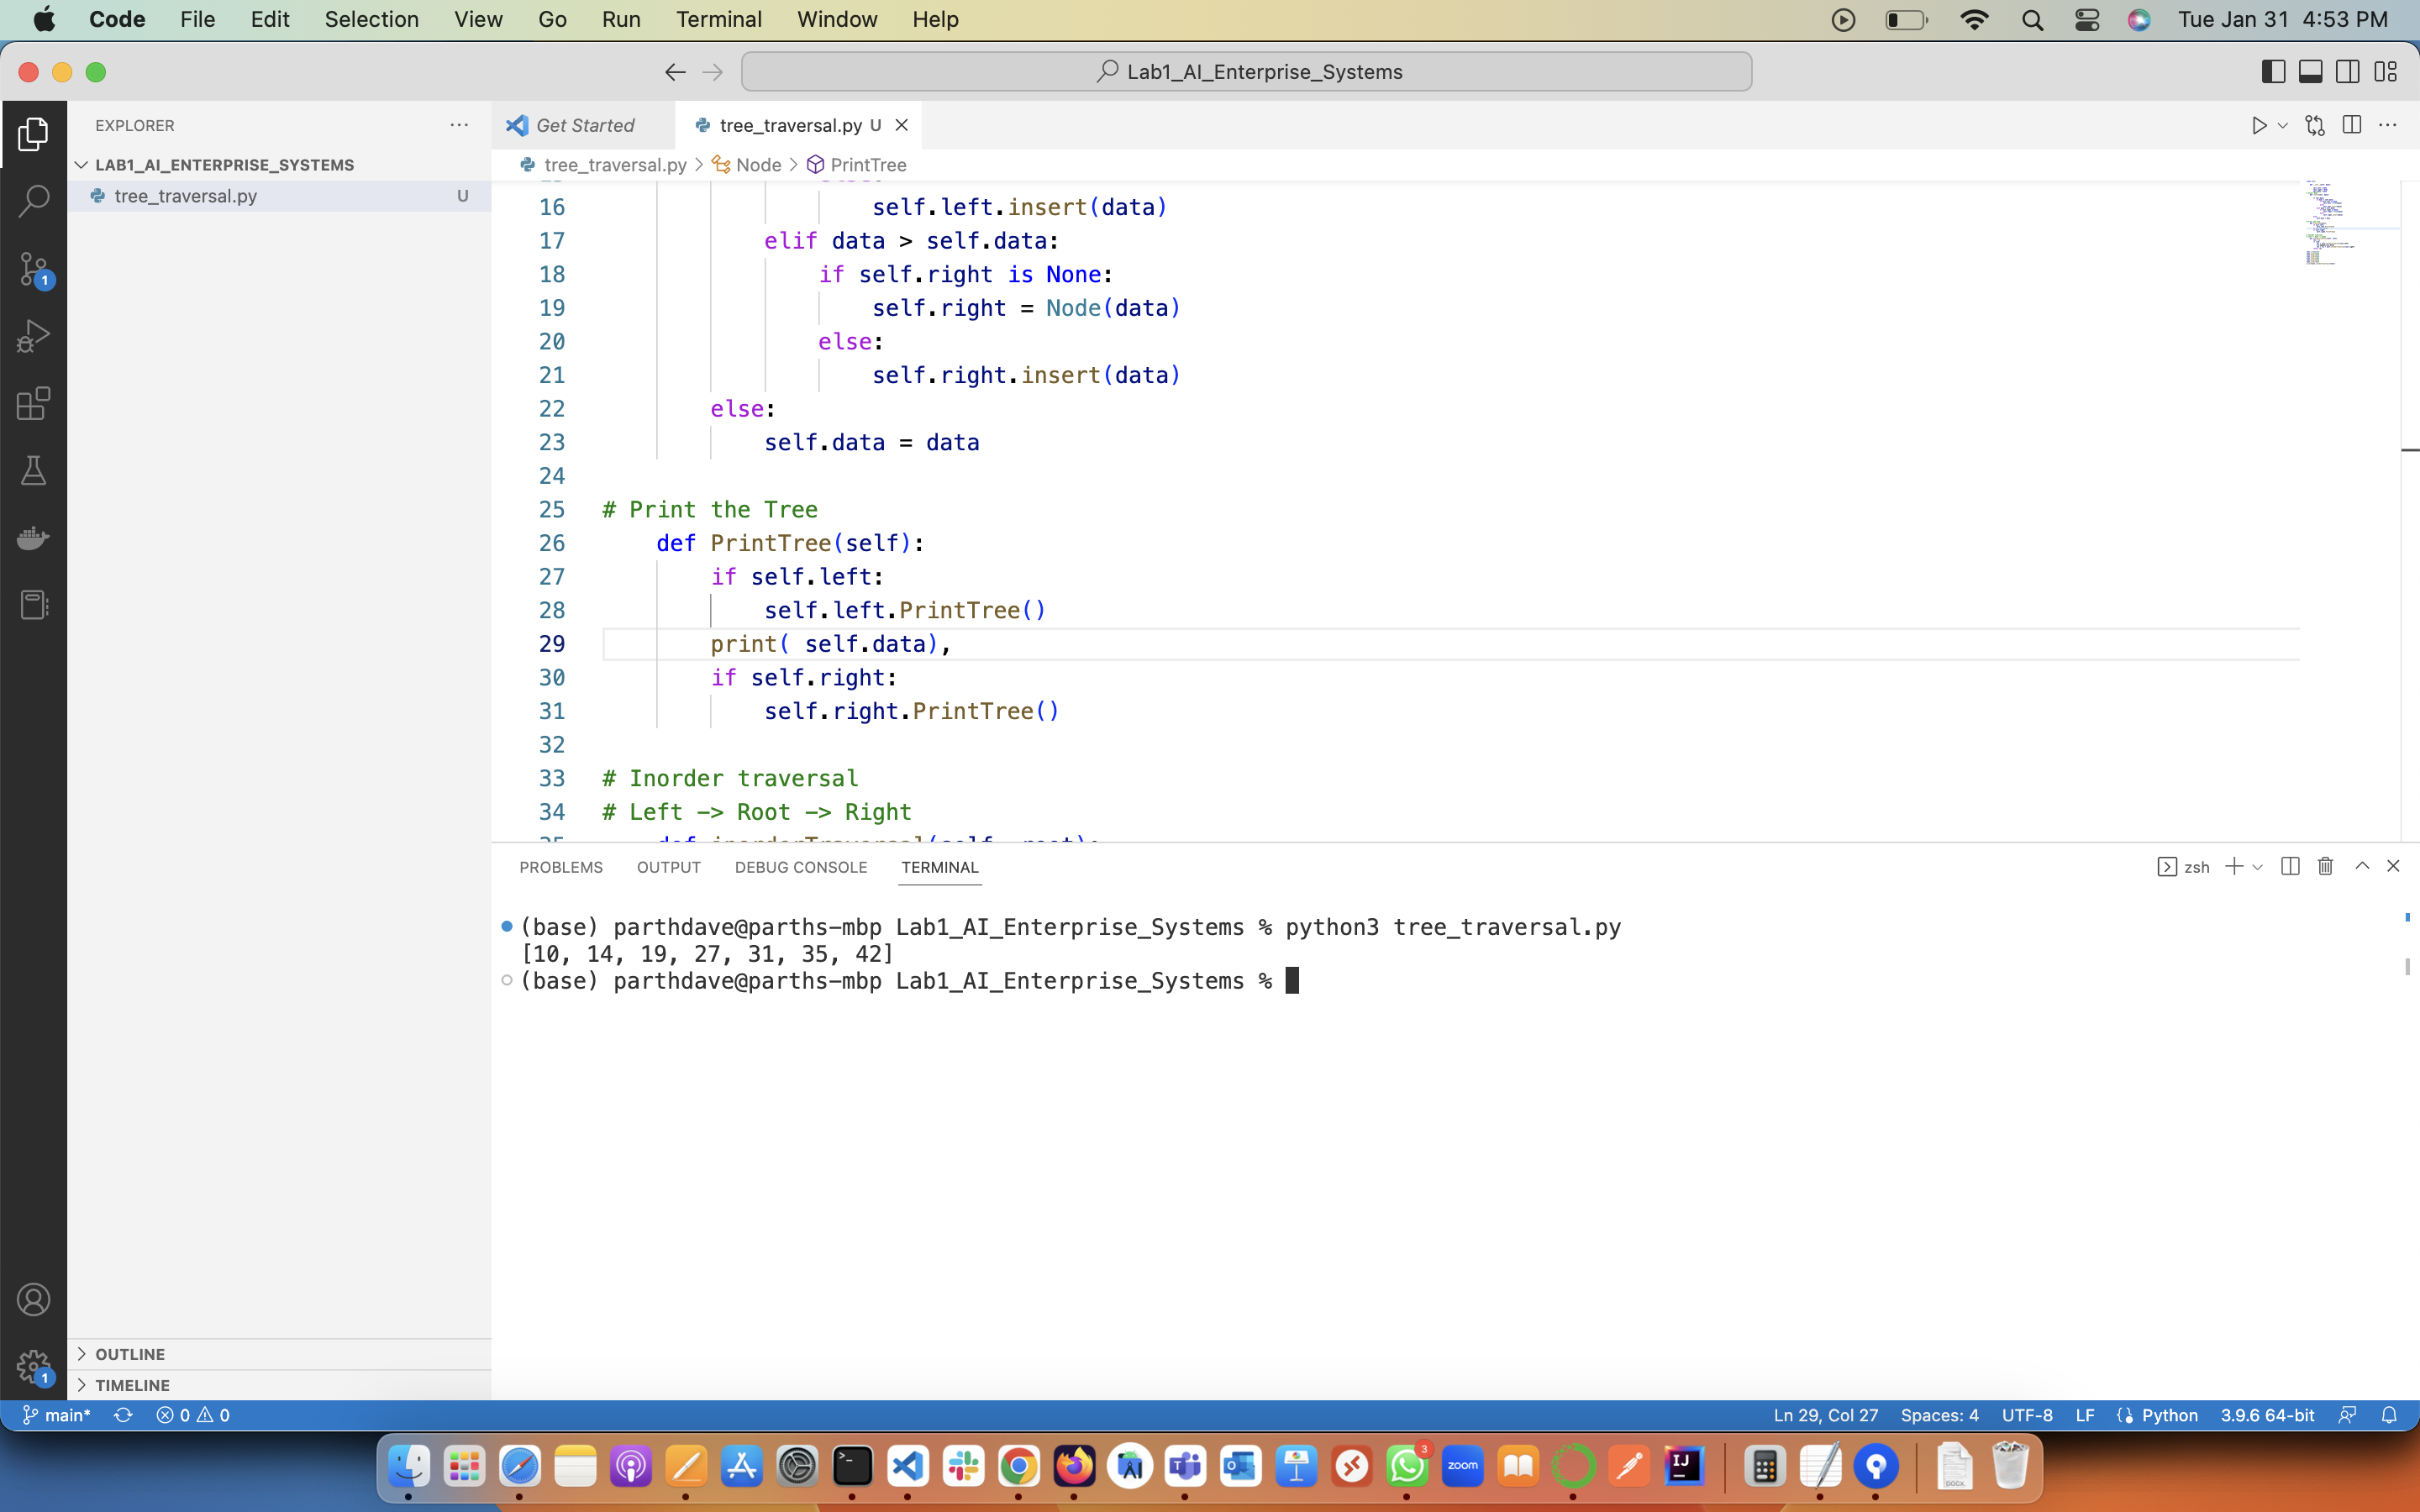 Code File Edit Selection View Go Run Terminal Window Help Tue Jan 31 4:53 PM
Lab1_AI_Enterprise_Systems
EXPLORER
LAB1_AI_ENTERPRISE_SYSTEMS
tree_traversal.py U
1
1
OUTLINE
TIMELINE
Get Started tree_traversal.py U
tree_traversal.py > Node > PrintTree
16 self.left.insert(data)
17 elif data > self.data:
18 if self.right is None:
19 self.right = Node(data)
20 else:
21 self.right.insert(data)
22 else:
23 self.data = data
24
25 # Print the Tree
26 def PrintTree(self):
27 if self.left:
28 self.left.PrintTree()
29 print( self.data),
30 if self.right:
31 self.right.PrintTree()
32
33 # Inorder traversal
34 # Left -> Root -> Right
PROBLEMS OUTPUT DEBUG CONSOLE TERMINAL zsh
(base) parthdave@parths-mbp Lab1_AI_Enterprise_Systems % python3 tree_traversal.py
[10, 14, 19, 27, 31, 35, 42]
(base) parthdave@parths-mbp Lab1_AI_Enterprise_Systems %
main* 0 0 Ln 29, Col 27 Spaces: 4 UTF-8 LF Python 3.9.6 64-bit
3
zoom
IJ
DOCX